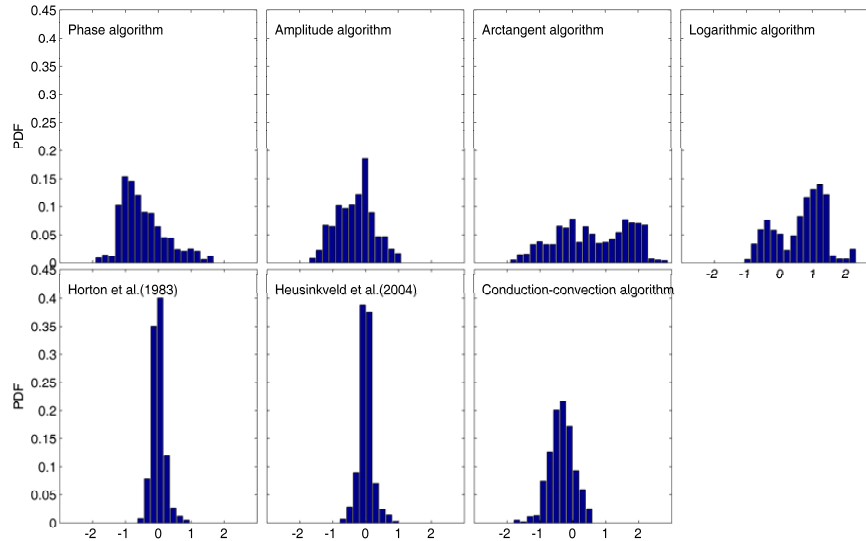 Phase algorithm
Amplitude algorithm
Arctangent algorithm
Logarithmic algorithm
PDF
0.45
0.4
0.35
0.3
0.25
0.2
0.15
0.1
0.05
0
-2 -1 0 1 2
Horton et al.(1983)
Heusinkveld et al.(2004)
Conduction-convection algorithm
PDF
0.45
0.4
0.35
0.3
0.25
0.2
0.15
0.1
0.05
0
-2 -1 0 1 2
-2 -1 0 1 2
-2 -1 0 1 2